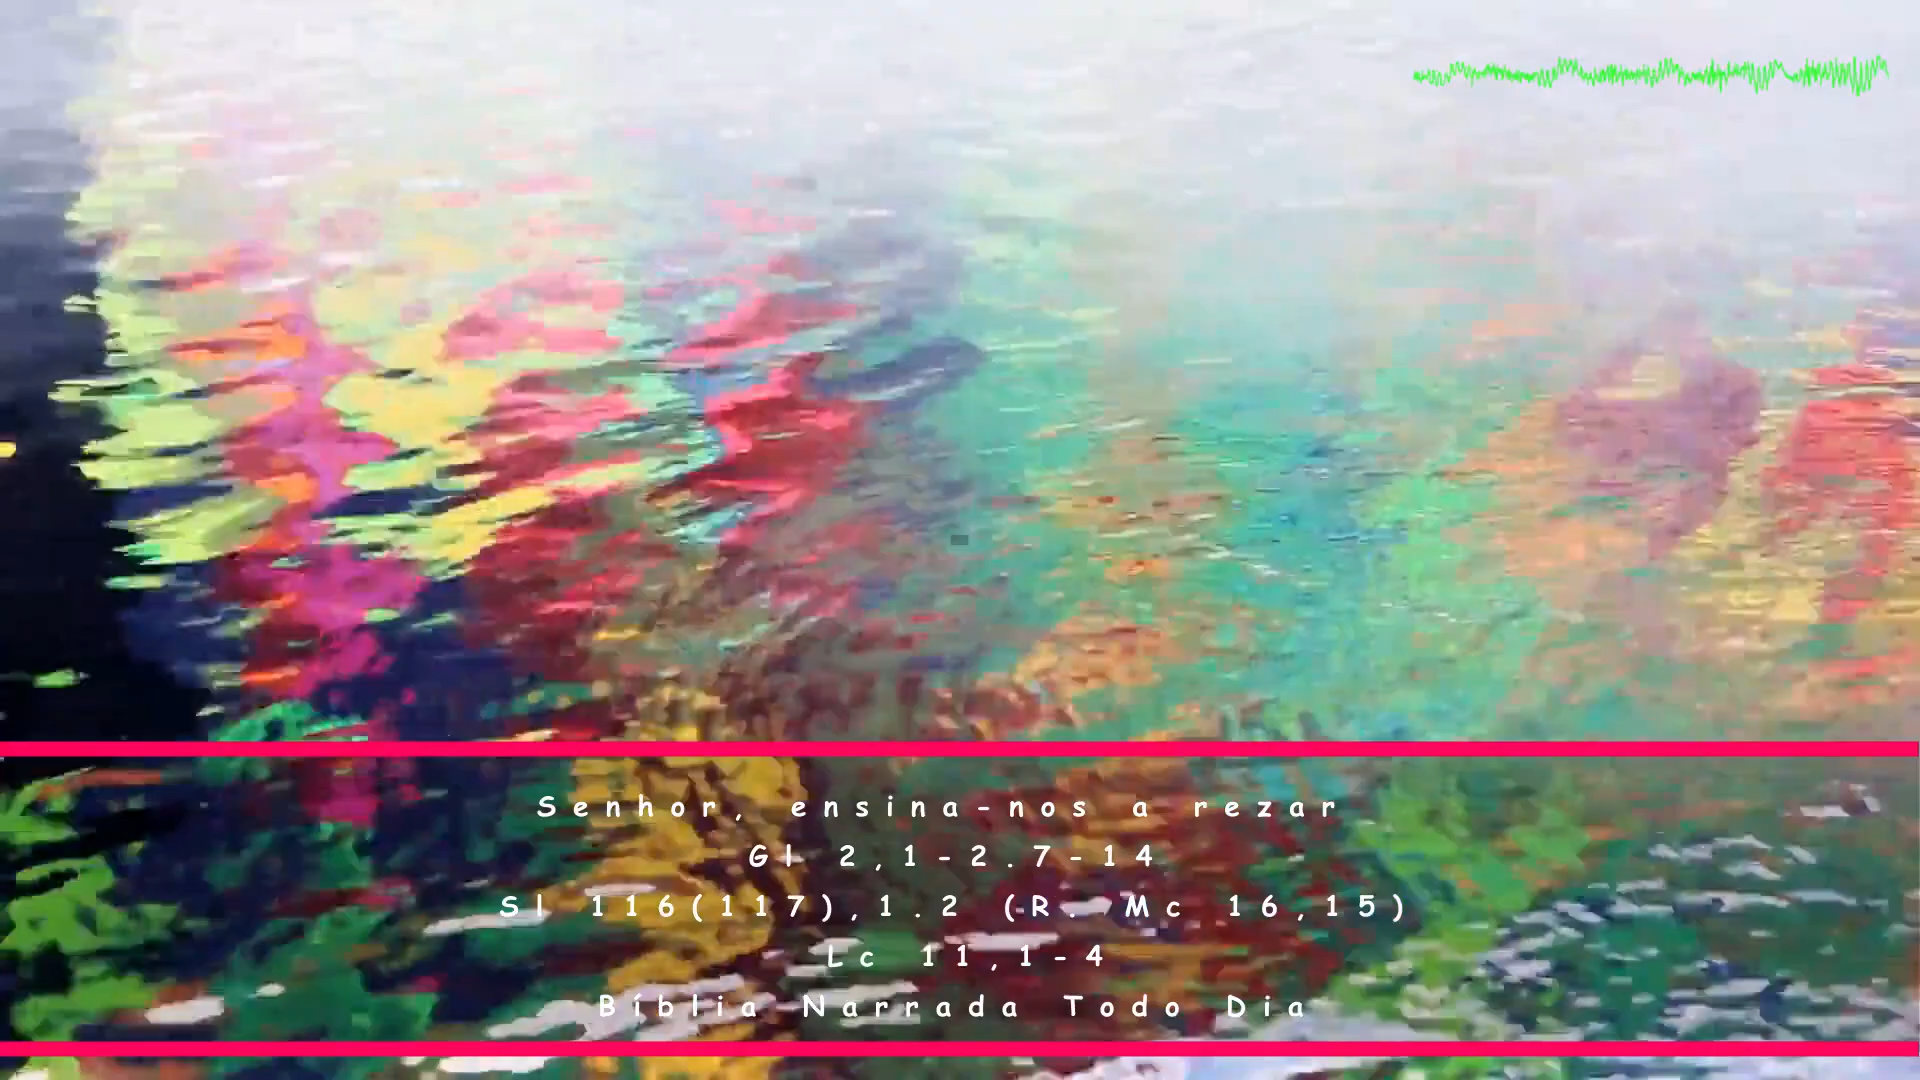 Senhor, ensina-nos a rezar
Gl 2,1-2.7-14
Sl 116(117),1.2 (R. Mc 16,15)
Lc 11,1-4
Bíblia Narrada Todo Dia